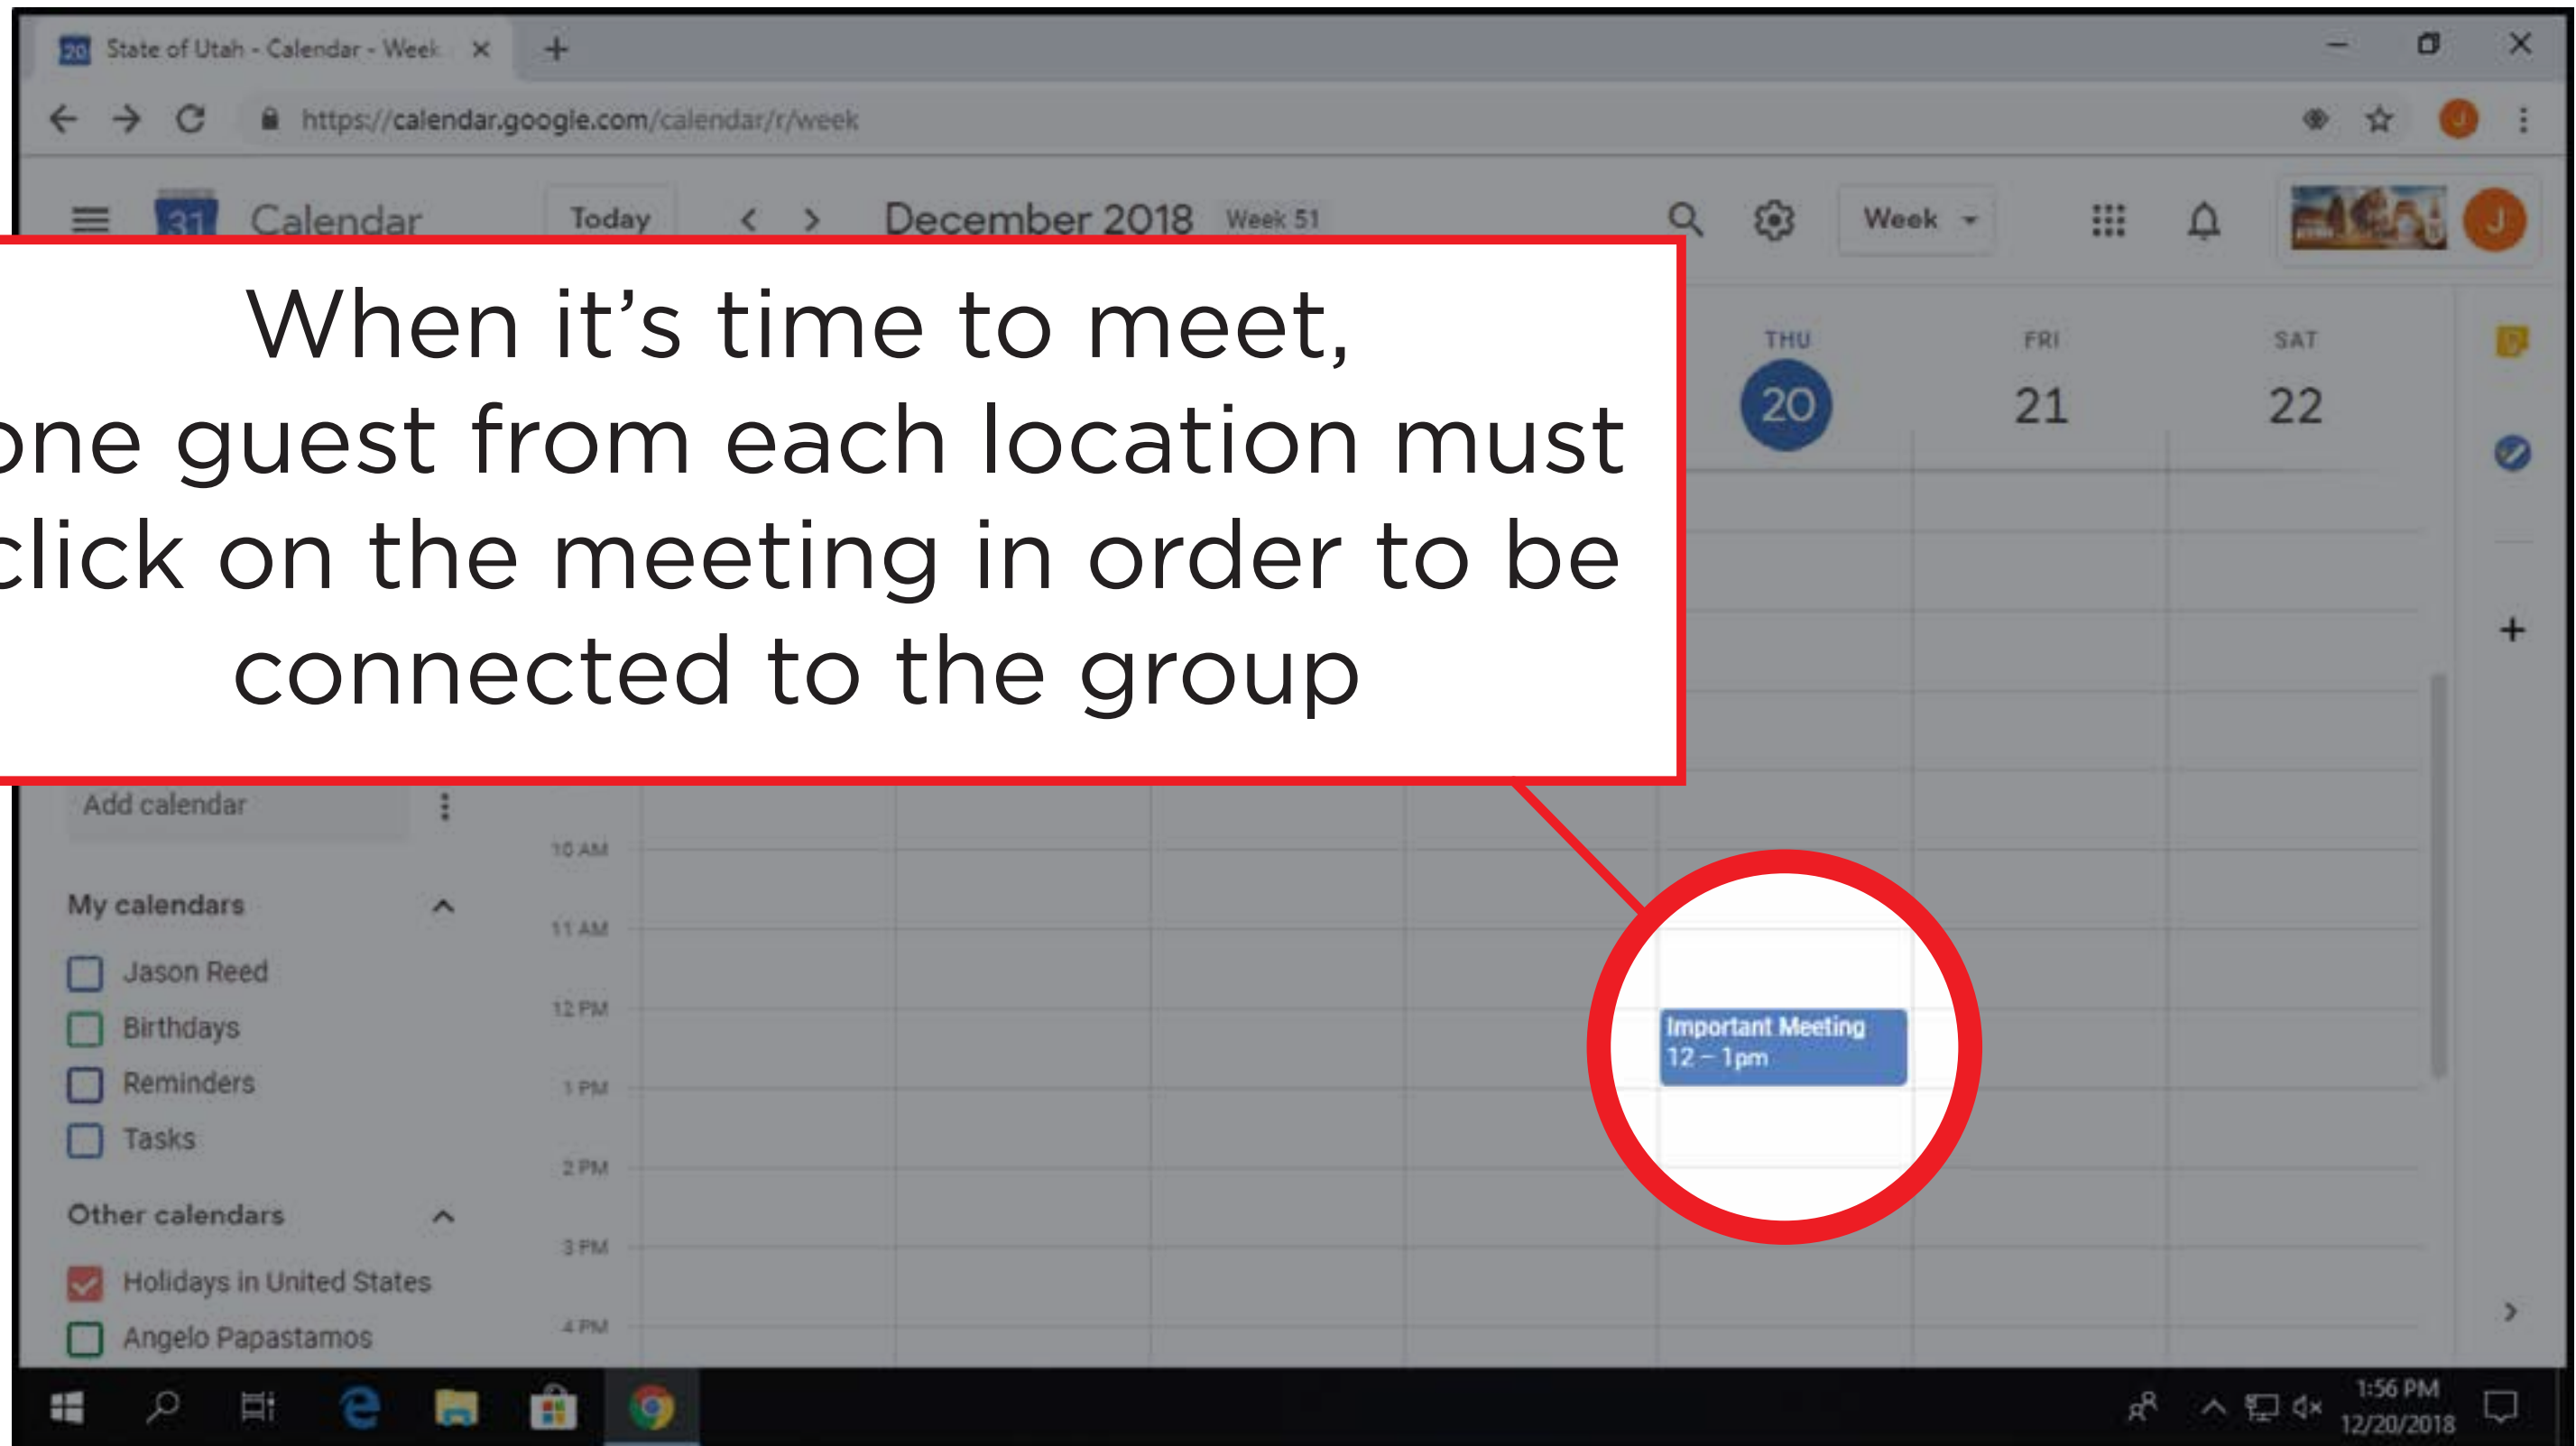 20 State of Utah - Calendar - Week
https://calendar.google.com/calendar/r/week
31 Calendar Today December 2018 Week 51 Week J
When it’s time to meet,
one guest from each location must
click on the meeting in order to be
connected to the group
THU FRI SAT
20 21 22
Add calendar
10 AM
My calendars
11 AM
Jason Reed
12 PM
Birthdays
Important Meeting
12 – 1pm
Reminders
1 PM
Tasks
2 PM
Other calendars
3 PM
Holidays in United States
4 PM
Angelo Papastamos
1:56 PM
12/20/2018